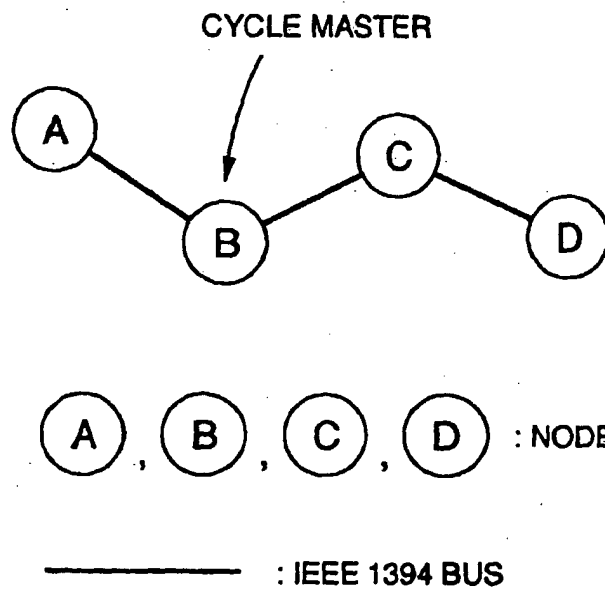 CYCLE MASTER
A
C
B
D
A , B , C , D : NODE
: IEEE 1394 BUS